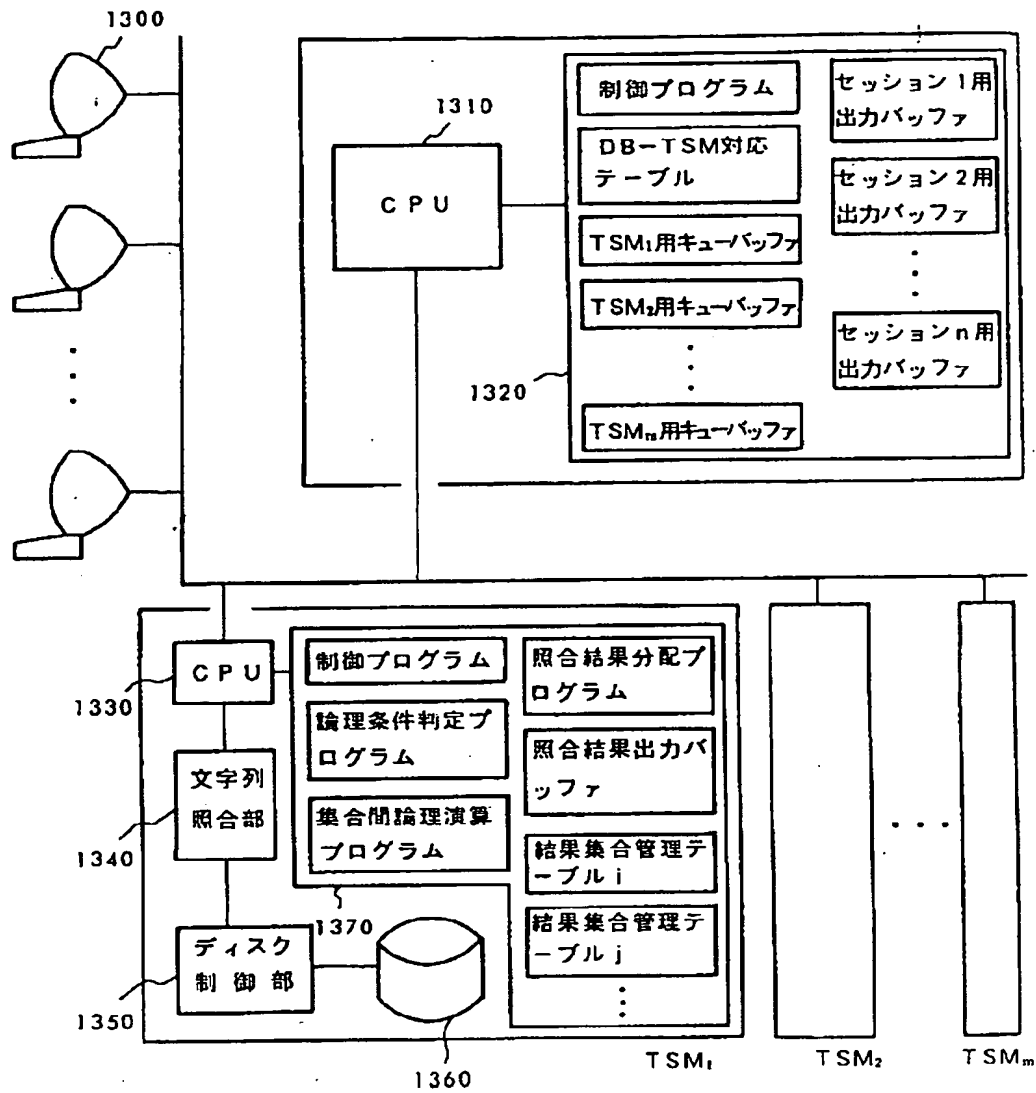 1300
1310
CPU
制御プログラム
DB-TSM対応
テーブル
TSM₁用キューバッファ
TSM₂用キューバッファ
TSMₘ用キューバッファ
1320
セッション1用
出力バッファ
セッション2用
出力バッファ
セッションn用
出力バッファ
CPU
1330
文字列
照合部
1340
ディスク
制御部
1350
1360
1370
制御プログラム
論理条件判定プ
ログラム
集合間論理演算
プログラム
照合結果分配プ
ログラム
照合結果出力バ
ッファ
結果集合管理テ
ーブルi
結果集合管理テ
ーブルj
TSM₁
TSM₂
TSMₘ